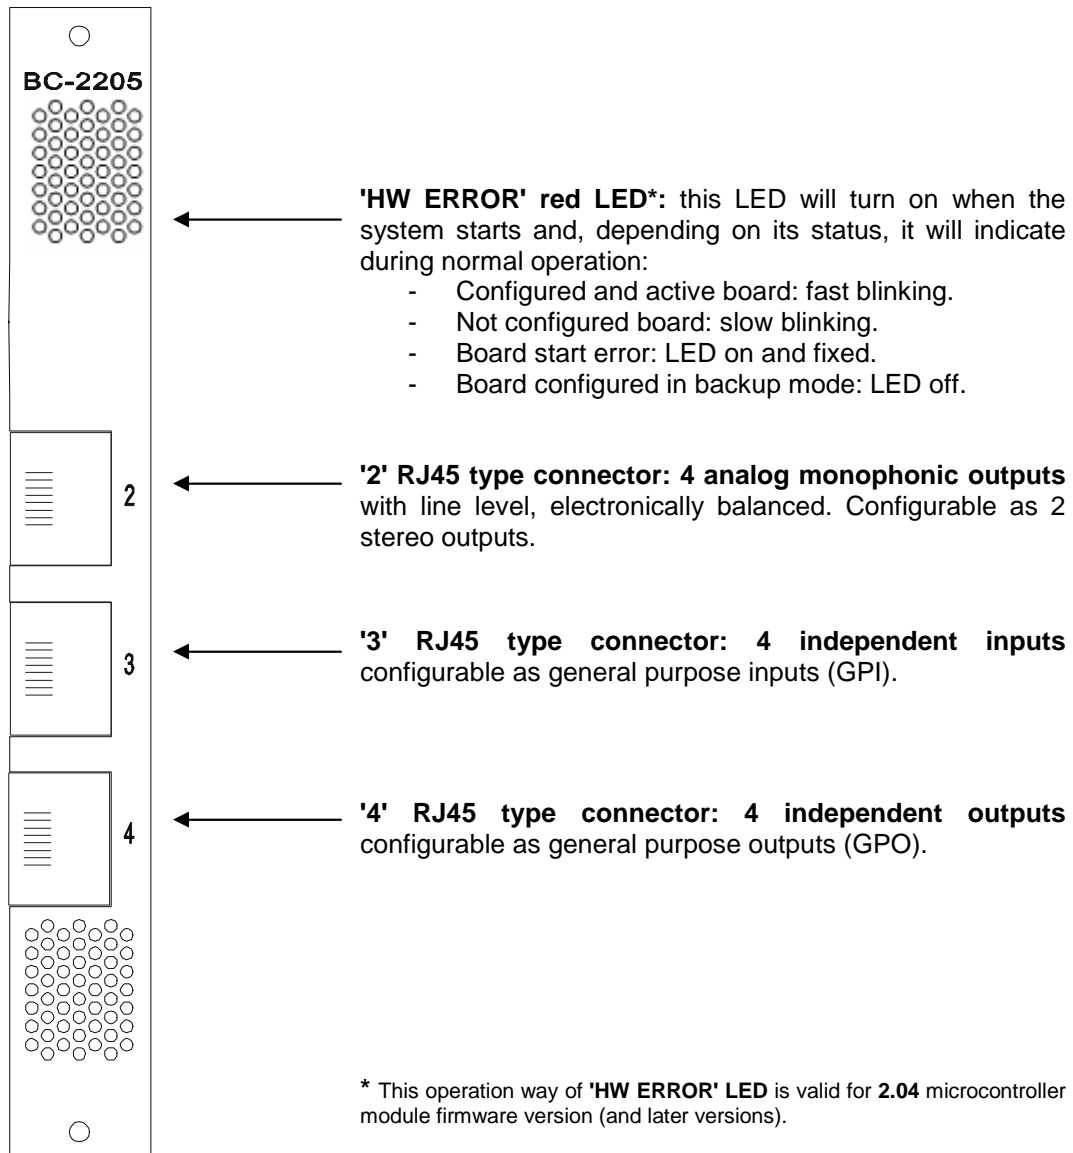 BC-2205
'HW ERROR' red LED*: this LED will turn on when the
system starts and, depending on its status, it will indicate
during normal operation:
- Configured and active board: fast blinking.
- Not configured board: slow blinking.
- Board start error: LED on and fixed.
- Board configured in backup mode: LED off.
2
'2' RJ45 type connector: 4 analog monophonic outputs
with line level, electronically balanced. Configurable as 2
stereo outputs.
3
'3' RJ45 type connector: 4 independent inputs
configurable as general purpose inputs (GPI).
4
'4' RJ45 type connector: 4 independent outputs
configurable as general purpose outputs (GPO).
* This operation way of 'HW ERROR' LED is valid for 2.04 microcontroller
module firmware version (and later versions).